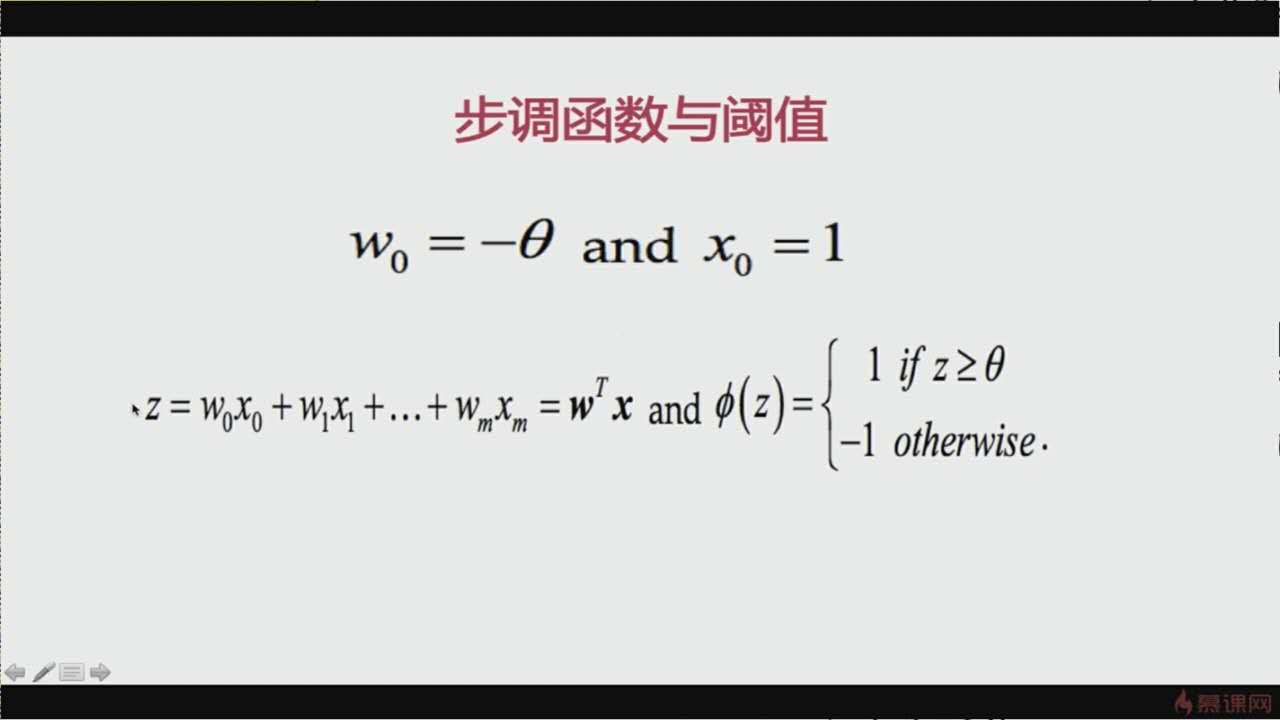 步调函数与阈值
w₀ = −θ and x₀ = 1
z = w₀x₀ + w₁x₁ + … + wₘxₘ = wᵀx and ϕ(z) = { 1 if z ≥ θ
−1 otherwise.
慕课网